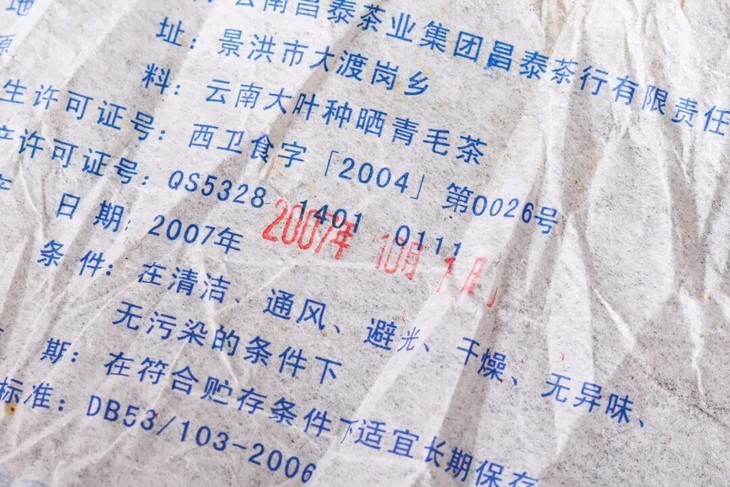 云南昌泰茶业集团昌泰茶行有限责任
址：景洪市大渡岗乡
料：云南大叶种晒青毛茶
生许可证号：西卫食字「2004」第0026号
产许可证号：QS5328 1401 0111
日期：2007年 2007年 10月 1日
条件：在清洁、通风、避光、干燥、无异味、
无污染的条件下
期：在符合贮存条件下适宜长期保存
标准：DB53/103-2006